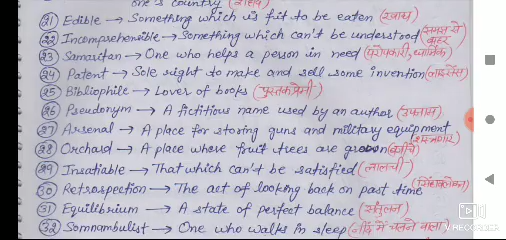 one's country) (राष्ट्र)
21) Edible → Something which is fit to be eaten (खाद्य)
22) Incomprehensible → Something which can't be understood (समझ से बाहर)
23) Samaritan → One who helps a person in need (परोपकारी, धार्मिक)
24) Patent → Sole right to make and sell some invention (लाइसेंस)
25) Bibliophile → Lover of books (पुस्तकप्रेमी)
26) Pseudonym → A fictitious name used by an author (उपनाम)
27) Arsenal → A place for storing guns and military equipment (शस्त्रागार)
28) Orchard → A place where fruit trees are grown (बगीचे)
29) Insatiable → That which can't be satisfied (लालची)
30) Retrospection → The act of looking back on past time (सिंहावलोकन)
31) Equilibrium → A state of perfect balance (संतुलन)
32) Somnambulist → One who walks in sleep (नींद में चलने वाला)
YouTube